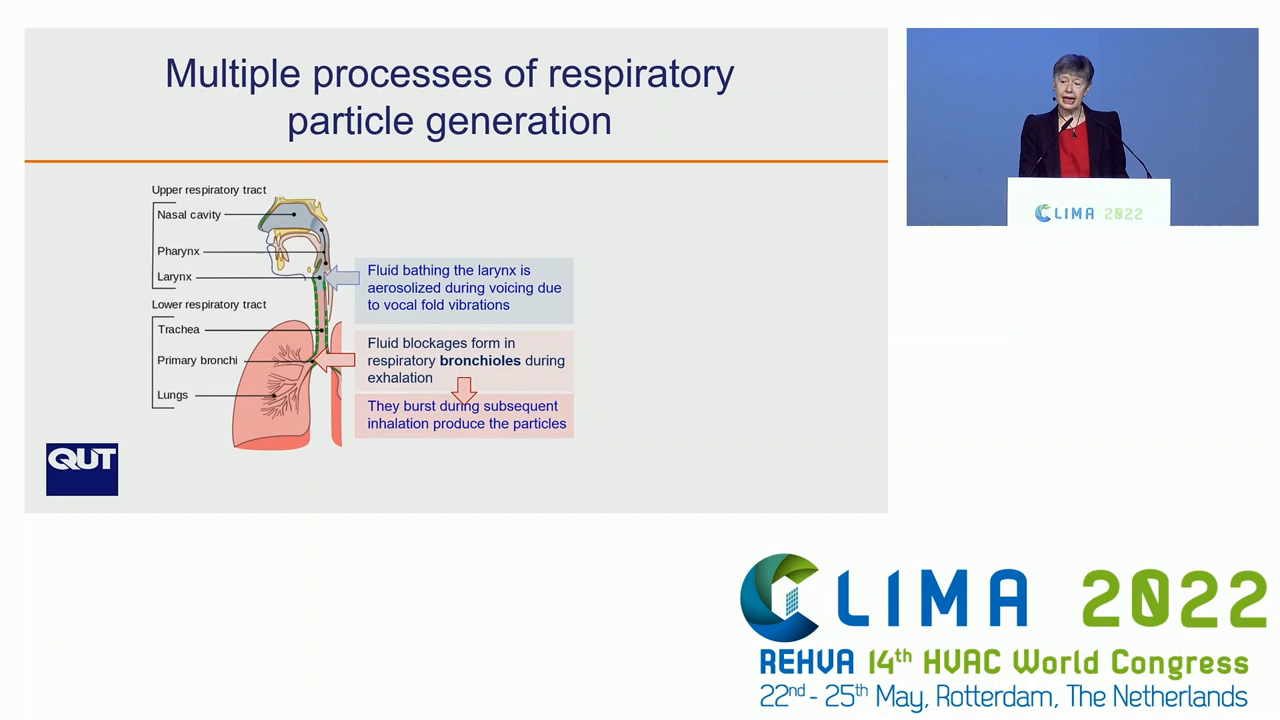 Multiple processes of respiratory
particle generation
Upper respiratory tract
Nasal cavity
Pharynx
Larynx
Lower respiratory tract
Trachea
Primary bronchi
Lungs
Fluid bathing the larynx is
aerosolized during voicing due
to vocal fold vibrations
Fluid blockages form in
respiratory bronchioles during
exhalation
They burst during subsequent
inhalation produce the particles
QUT
CLIMA 2022
CLIMA 2022
REHVA 14th HVAC World Congress
22nd - 25th May, Rotterdam, The Netherlands